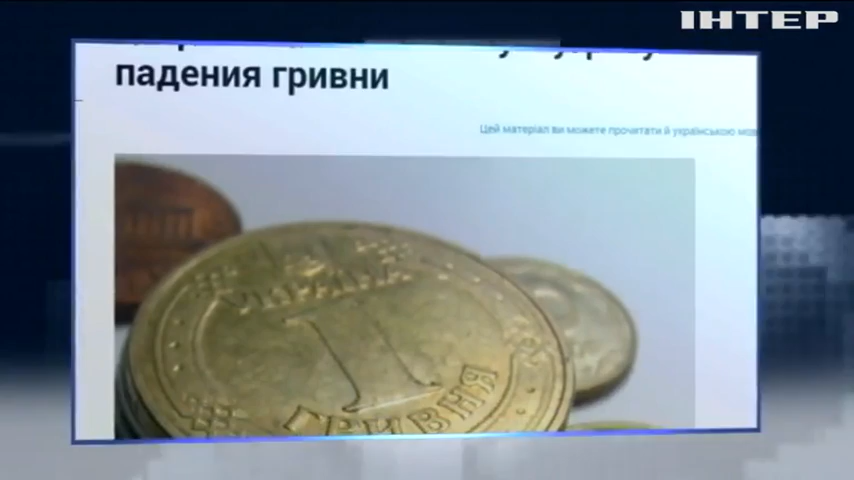 ІНТЕР
падения гривни
Цей матеріал ви можете прочитати й українською
УКРАЇНА
1
ГРИВНЯ